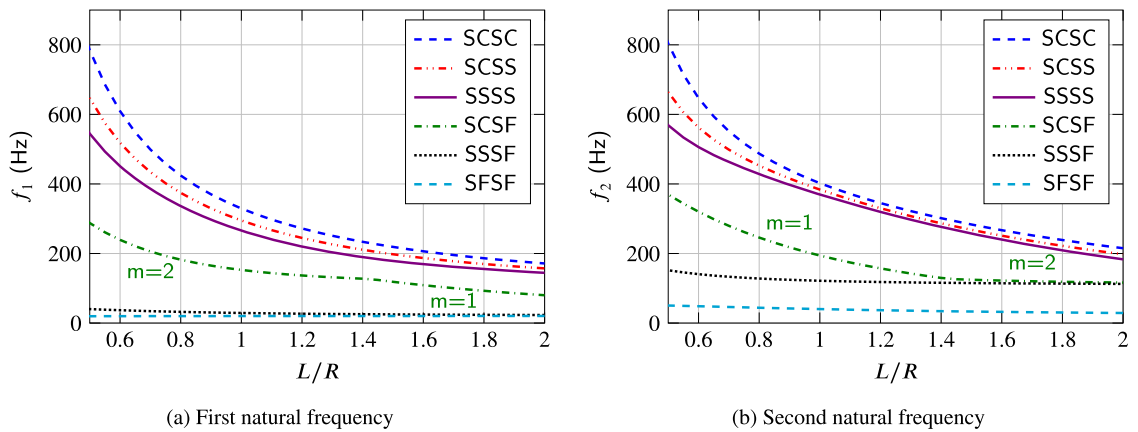 800
600
400
200
0
0.6
0.8
1
1.2
1.4
1.6
1.8
2
L/R
f1 (Hz)
SCSC
SCSS
SSSS
SCSF
SSSF
SFSF
m=2
m=1
(a) First natural frequency
800
600
400
200
0
0.6
0.8
1
1.2
1.4
1.6
1.8
2
L/R
f2 (Hz)
SCSC
SCSS
SSSS
SCSF
SSSF
SFSF
m=1
m=2
(b) Second natural frequency